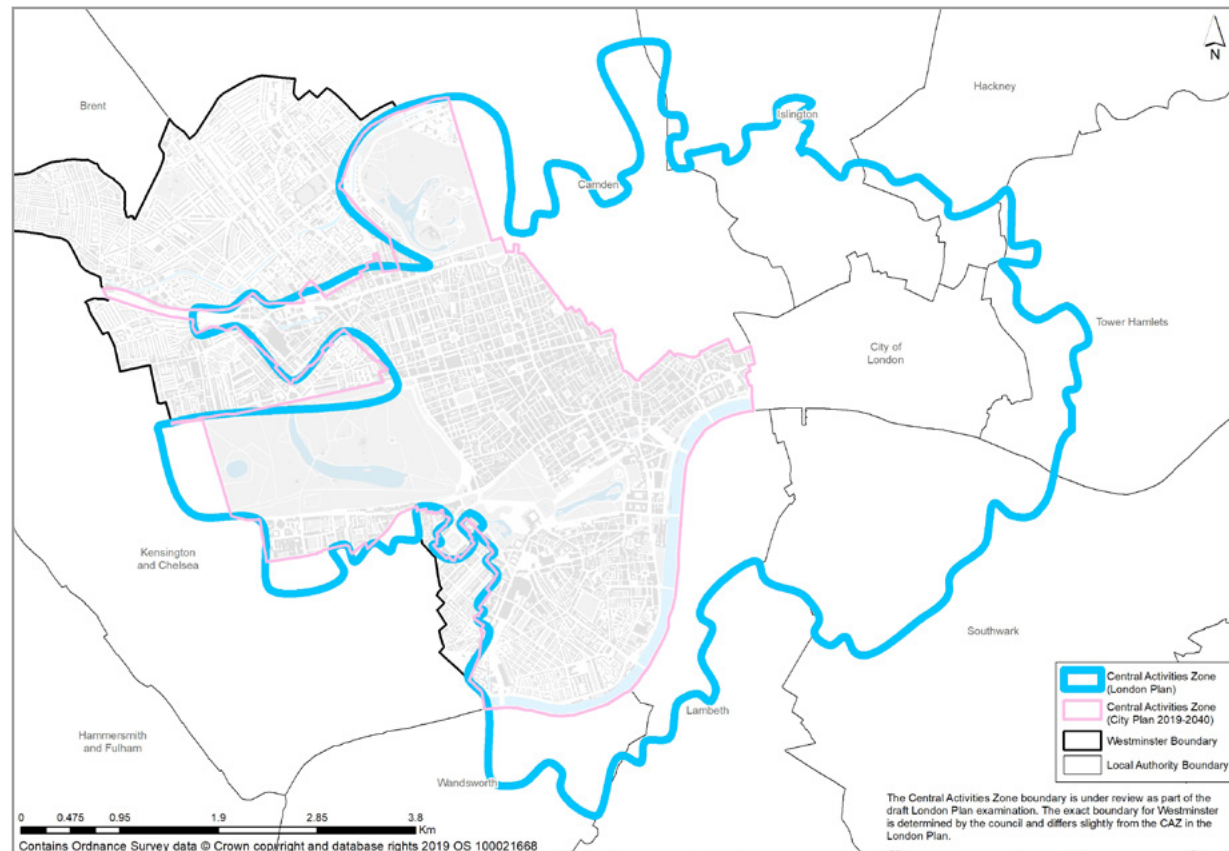 N
Brent
Hackney
Islington
Camden
Tower Hamlets
City of
London
Kensington
and Chelsea
Southwark
Lambeth
Hammersmith
and Fulham
Wandsworth
Central Activities Zone
(London Plan)
Central Activities Zone
(City Plan 2019-2040)
Westminster Boundary
Local Authority Boundary
The Central Activities Zone boundary is under review as part of the
draft London Plan examination. The exact boundary for Westminster
is determined by the council and differs slightly from the CAZ in the
London Plan.
0 0.475 0.95 1.9 2.85 3.8
Km
Contains Ordnance Survey data © Crown copyright and database rights 2019 OS 100021668